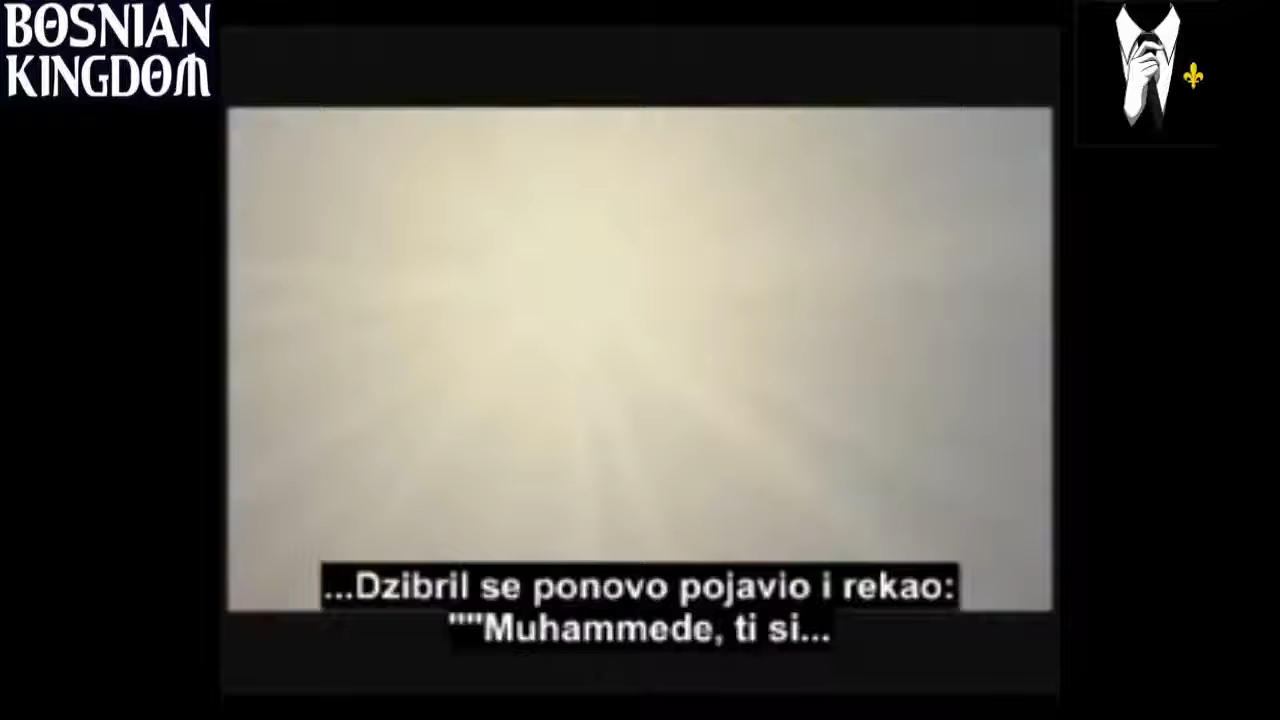 BOSNIAN
KINGDOM
...Dzibril se ponovo pojavio i rekao:
""Muhammede, ti si...